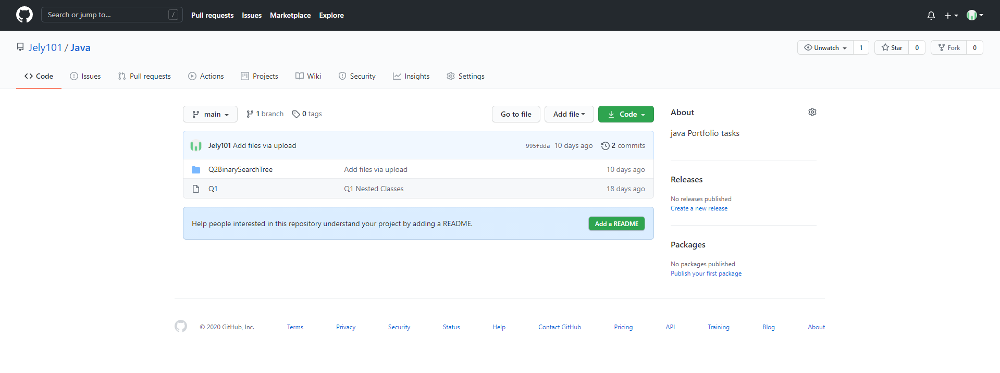 Search or jump to... /
Pull requests Issues Marketplace Explore
Jely101 / Java
Unwatch 1 Star 0 Fork 0
Code Issues Pull requests Actions Projects Wiki Security Insights Settings
main 1 branch 0 tags Go to file Add file Code
Jely101 Add files via upload 995fdda 10 days ago 2 commits
Q2BinarySearchTree Add files via upload 10 days ago
Q1 Q1 Nested Classes 18 days ago
Help people interested in this repository understand your project by adding a README. Add a README
About
java Portfolio tasks
Releases
No releases published
Create a new release
Packages
No packages published
Publish your first package
© 2020 GitHub, Inc. Terms Privacy Security Status Help Contact GitHub Pricing API Training Blog About